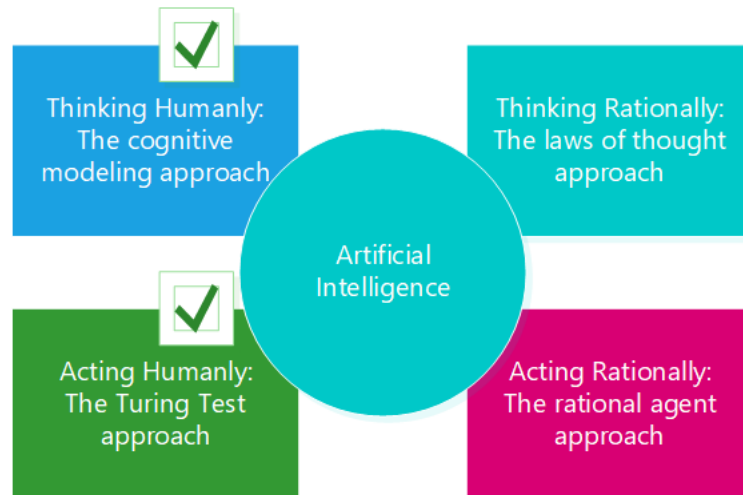 Thinking Humanly:
The cognitive
modeling approach
Thinking Rationally:
The laws of thought
approach
Artificial
Intelligence
Acting Humanly:
The Turing Test
approach
Acting Rationally:
The rational agent
approach